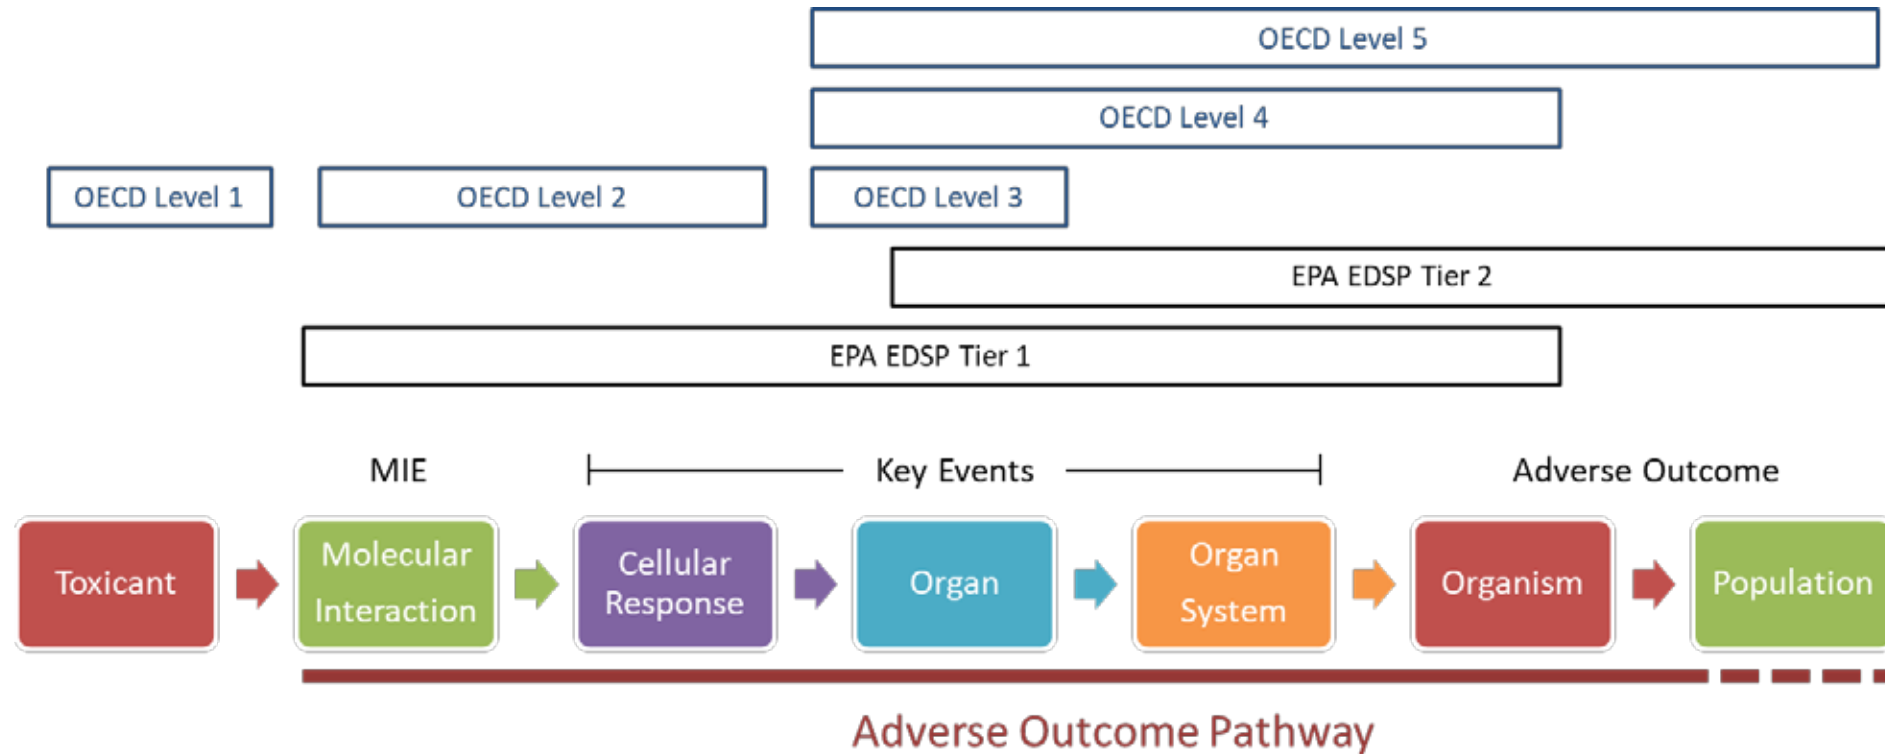 OECD Level 5
OECD Level 4
OECD Level 1
OECD Level 2
OECD Level 3
EPA EDSP Tier 2
EPA EDSP Tier 1
MIE
Key Events
Adverse Outcome
Toxicant
Molecular
Interaction
Cellular
Response
Organ
Organ
System
Organism
Population
Adverse Outcome Pathway